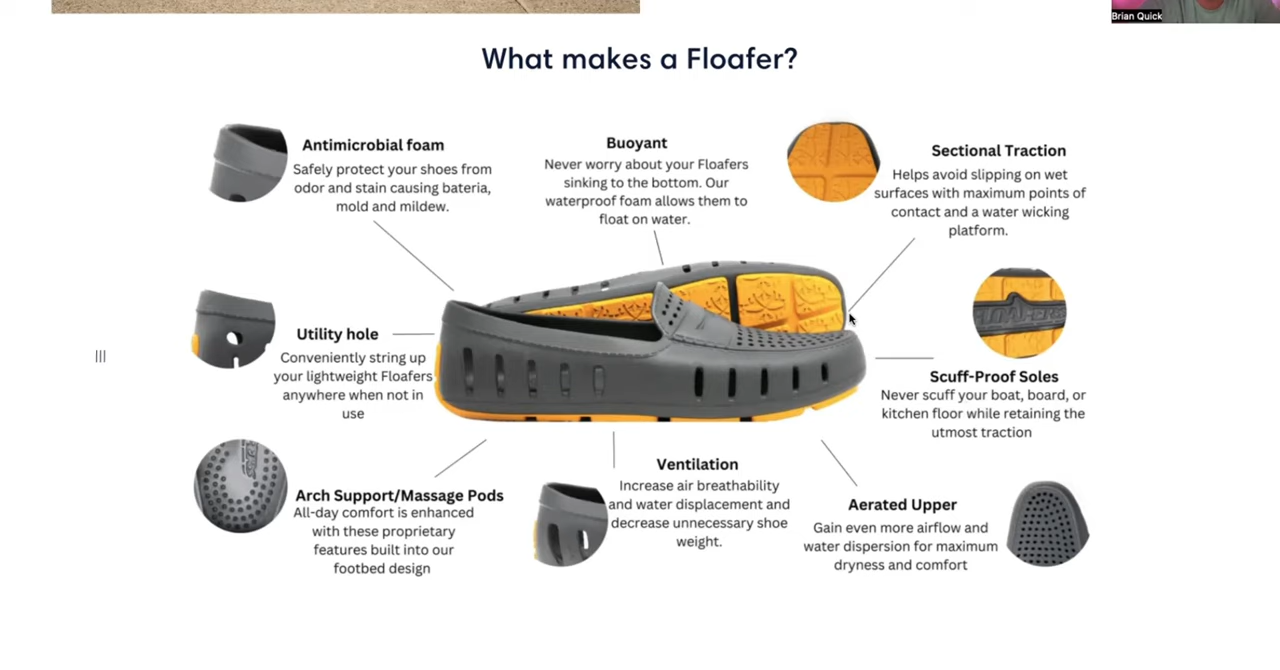 Brian Quick
What makes a Floafer?
Antimicrobial foam
Safely protect your shoes from
odor and stain causing bateria,
mold and mildew.
Buoyant
Never worry about your Floafers
sinking to the bottom. Our
waterproof foam allows them to
float on water.
Sectional Traction
Helps avoid slipping on wet
surfaces with maximum points of
contact and a water wicking
platform.
Utility hole
Conveniently string up
your lightweight Floafers
anywhere when not in
use
Scuff-Proof Soles
Never scuff your boat, board, or
kitchen floor while retaining the
utmost traction
Arch Support/Massage Pods
All-day comfort is enhanced
with these proprietary
features built into our
footbed design
Ventilation
Increase air breathability
and water displacement and
decrease unnecessary shoe
weight.
Aerated Upper
Gain even more airflow and
water dispersion for maximum
dryness and comfort